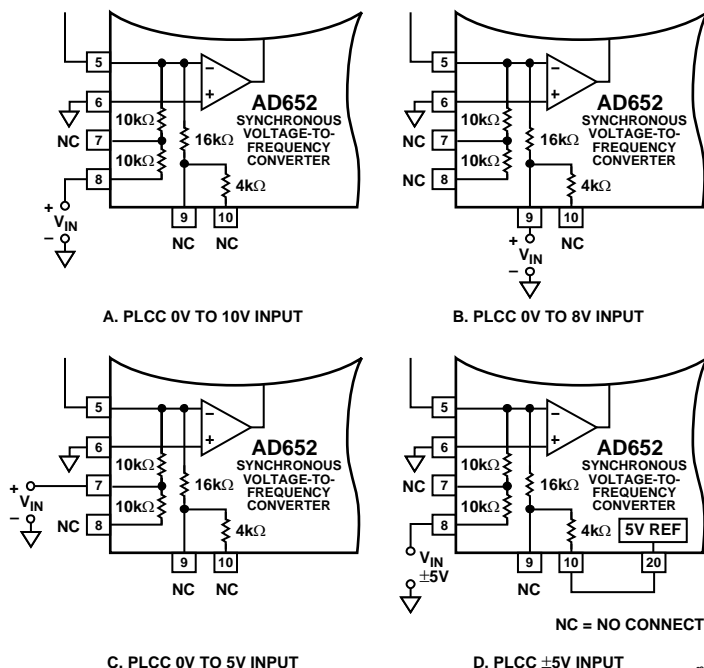 5
6
10kΩ
NC 7
10kΩ
8
+
VIN
−
−
+
AD652
SYNCHRONOUS
VOLTAGE-TO-
FREQUENCY
CONVERTER
16kΩ
4kΩ
9 10
NC NC
A. PLCC 0V TO 10V INPUT
5
6
10kΩ
NC 7
10kΩ
NC 8
−
+
AD652
SYNCHRONOUS
VOLTAGE-TO-
FREQUENCY
CONVERTER
16kΩ
4kΩ
9 10
+ NC
VIN
−
B. PLCC 0V TO 8V INPUT
5
6
10kΩ
+
VIN
−
7
10kΩ
NC 8
−
+
AD652
SYNCHRONOUS
VOLTAGE-TO-
FREQUENCY
CONVERTER
16kΩ
4kΩ
9 10
NC NC
C. PLCC 0V TO 5V INPUT
5
6
10kΩ
NC 7
10kΩ
8
VIN
±5V
−
+
AD652
SYNCHRONOUS
VOLTAGE-TO-
FREQUENCY
CONVERTER
16kΩ
4kΩ
5V REF
9 10 20
NC
NC = NO CONNECT
D. PLCC ±5V INPUT